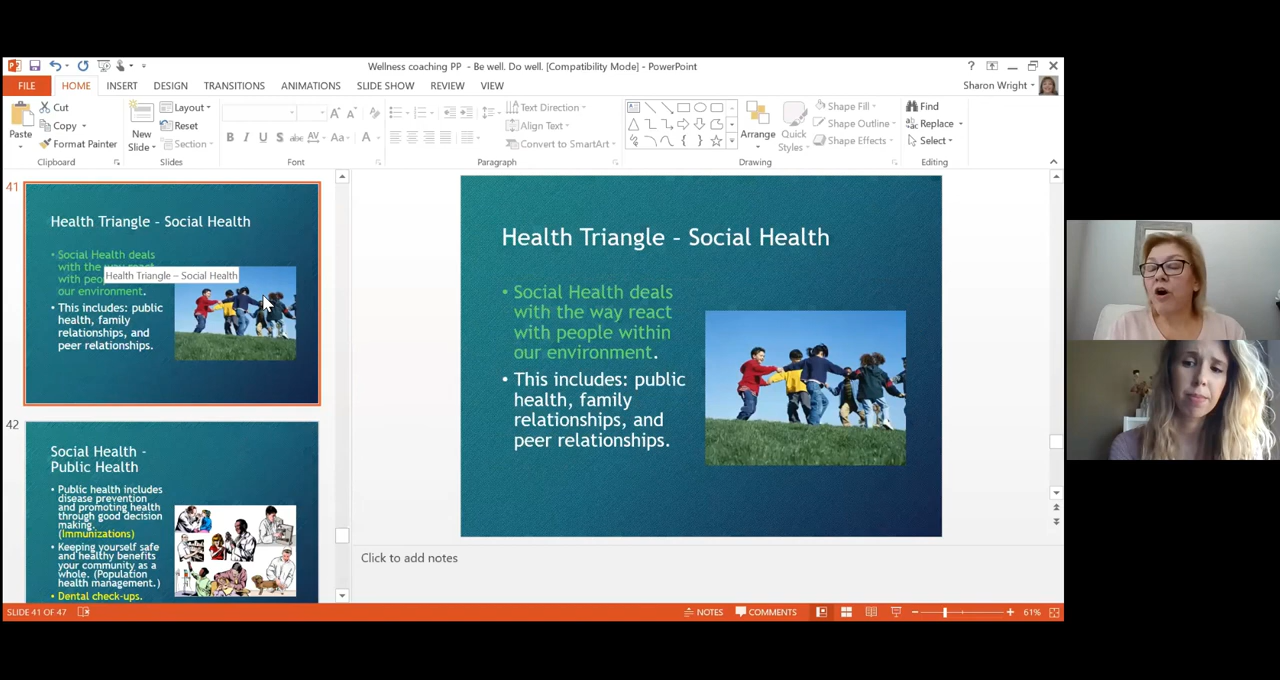 Wellness coaching PP - Be well. Do well. [Compatibility Mode] - PowerPoint
FILE HOME INSERT DESIGN TRANSITIONS ANIMATIONS SLIDE SHOW REVIEW VIEW
Sharon Wright
Paste
Cut
Copy
Format Painter
Clipboard
New
Slide
Layout
Reset
Section
Slides
Font
Text Direction
Align Text
Convert to SmartArt
Paragraph
Arrange
Quick
Styles
Shape Fill
Shape Outline
Shape Effects
Drawing
Find
Replace
Select
Editing
41
Health Triangle - Social Health
• Social Health deals
with the way react
with peo
our environment.
Health Triangle – Social Health
• This includes: public
health, family
relationships, and
peer relationships.
42
Social Health -
Public Health
• Public health includes
disease prevention
and promoting health
through good decision
making.
(Immunizations)
• Keeping yourself safe
and healthy benefits
your community as a
whole. (Population
health management.)
• Dental check-ups.
Health Triangle – Social Health
• Social Health deals
with the way react
with people within
our environment.
• This includes: public
health, family
relationships, and
peer relationships.
Click to add notes
SLIDE 41 OF 47
NOTES
COMMENTS
61%